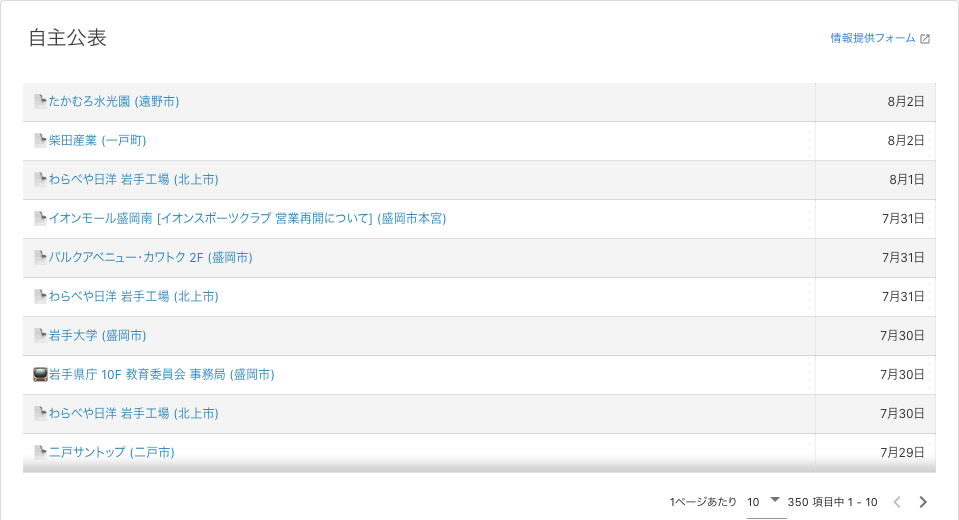 自主公表
情報提供フォーム
たかむろ水光園 (遠野市) 8月2日
柴田産業 (一戸町) 8月2日
わらべや日洋 岩手工場 (北上市) 8月1日
イオンモール盛岡南 [イオンスポーツクラブ 営業再開について] (盛岡市本宮) 7月31日
パルクアベニュー・カワトク 2F (盛岡市) 7月31日
わらべや日洋 岩手工場 (北上市) 7月31日
岩手大学 (盛岡市) 7月30日
岩手県庁 10F 教育委員会 事務局 (盛岡市) 7月30日
わらべや日洋 岩手工場 (北上市) 7月30日
二戸サントップ (二戸市) 7月29日
1ページあたり 10 350 項目中 1 - 10